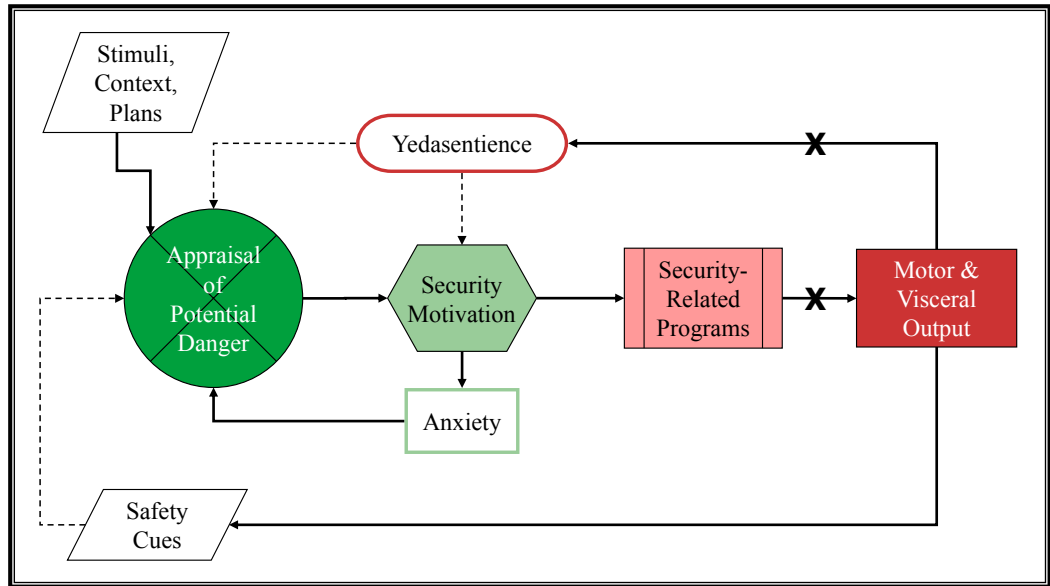 Stimuli,
Context,
Plans
Yedasentience
X
Appraisal
of
Potential
Danger
Security
Motivation
Security-
Related
Programs
X
Motor &
Visceral
Output
Anxiety
Safety
Cues